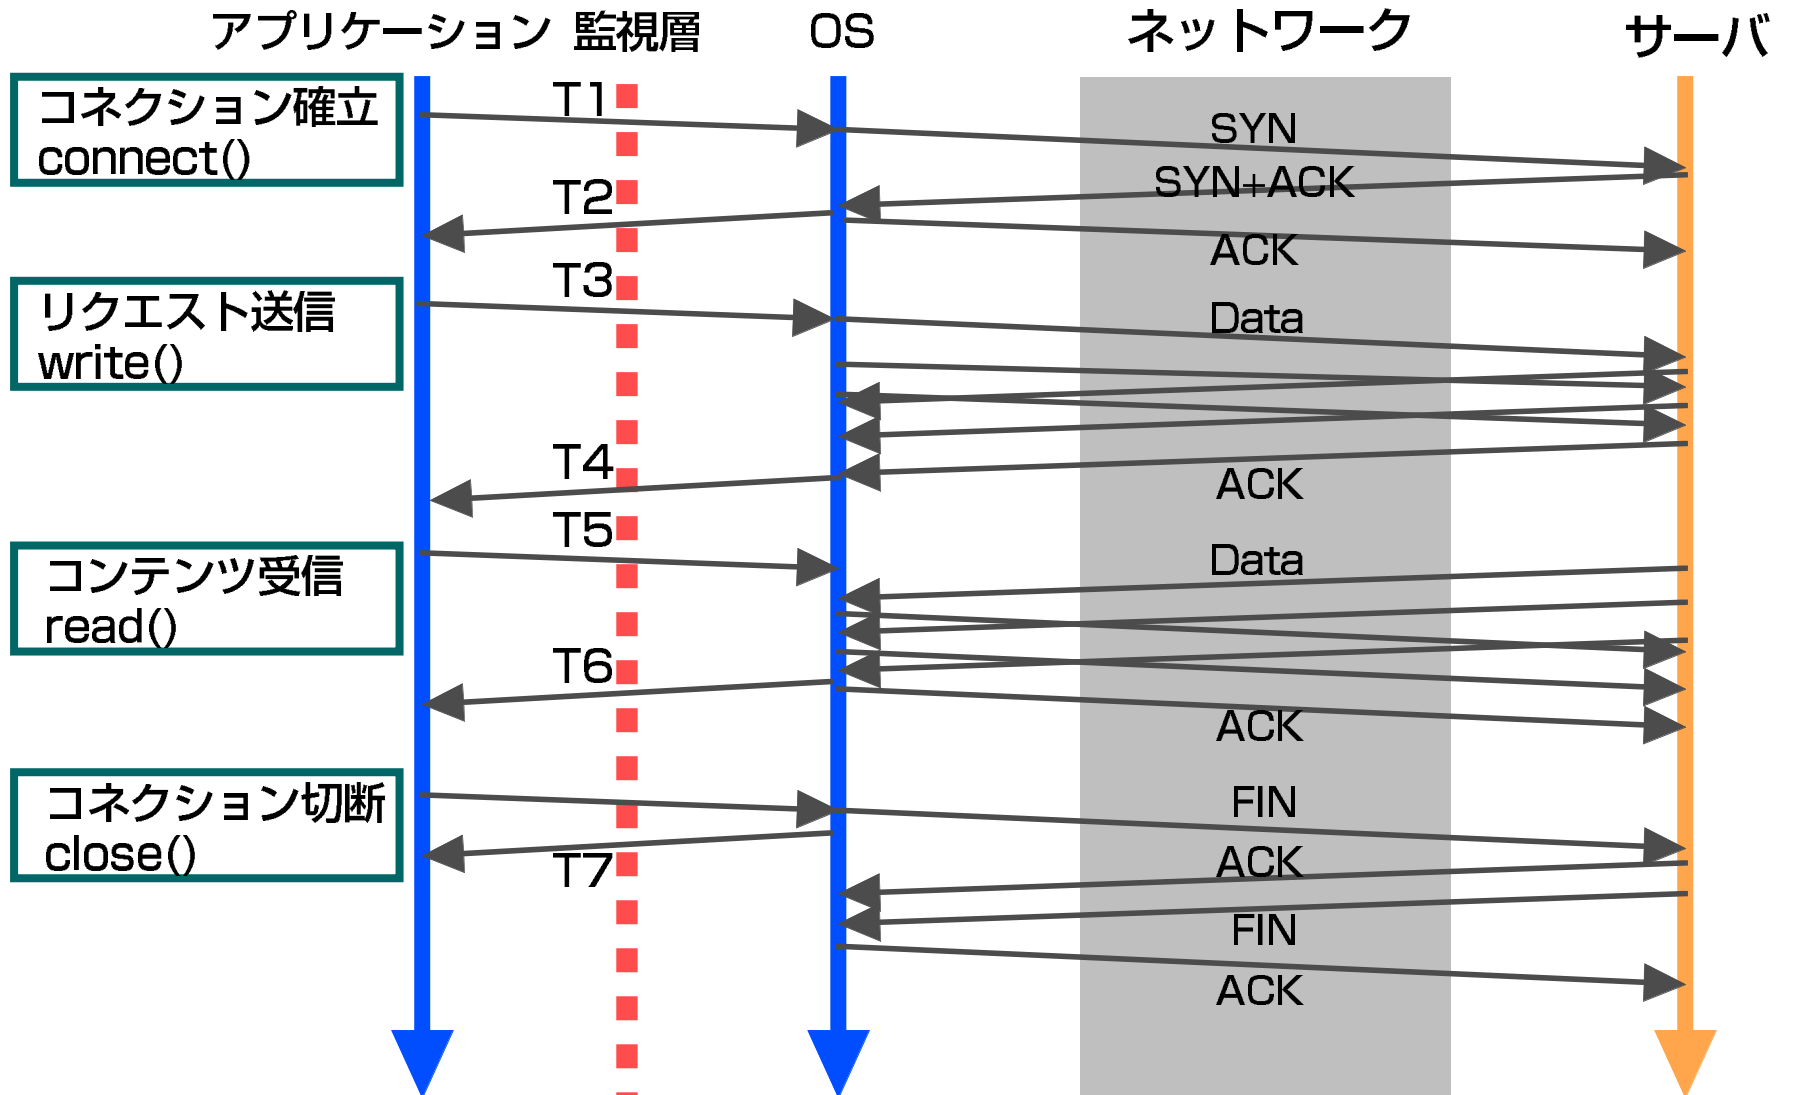 アプリケーション 監視層 OS ネットワーク サーバ
コネクション確立
connect()
T1
SYN
SYN+ACK
T2
ACK
リクエスト送信
write()
T3
Data
T4
ACK
コンテンツ受信
read()
T5
Data
T6
ACK
コネクション切断
close()
FIN
ACK
T7
FIN
ACK